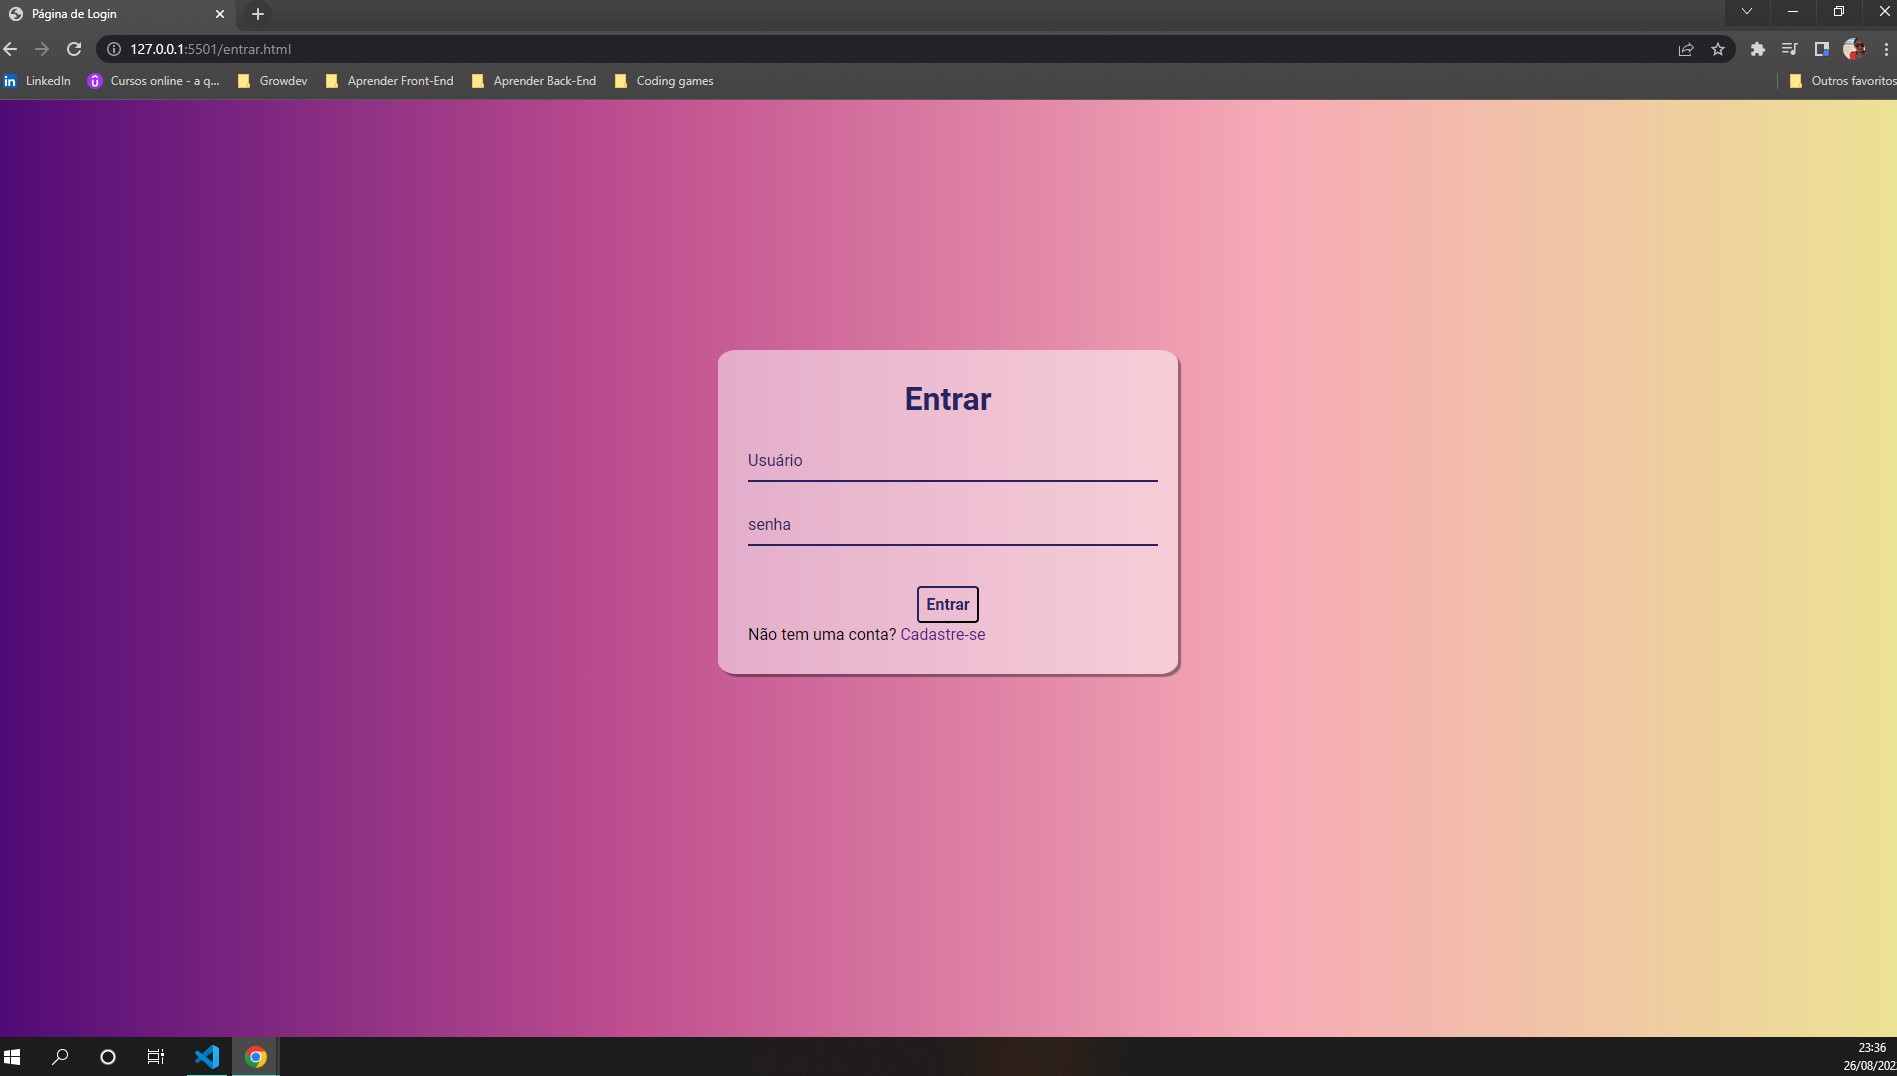 Página de Login
127.0.0.1:5501/entrar.html
LinkedIn Cursos online - a q... Growdev Aprender Front-End Aprender Back-End Coding games Outros favoritos
Entrar
Usuário
senha
Entrar
Não tem uma conta? Cadastre-se
23:36
26/08/202